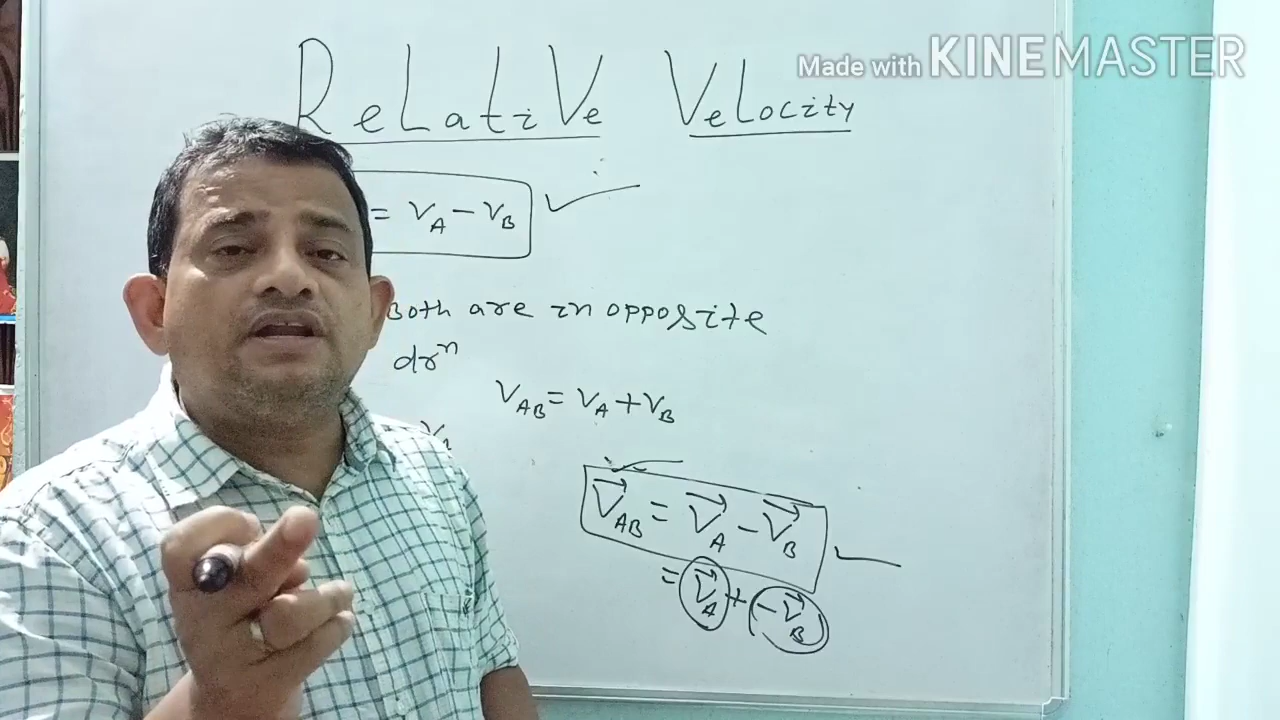 Made with KINEMASTER
ReLatiVe VeLocity
= V_A - V_B
Both are in opposite
drⁿ
V_AB = V_A + V_B
V⃗_AB = V⃗_A - V⃗_B
= V⃗_A + -V⃗_B